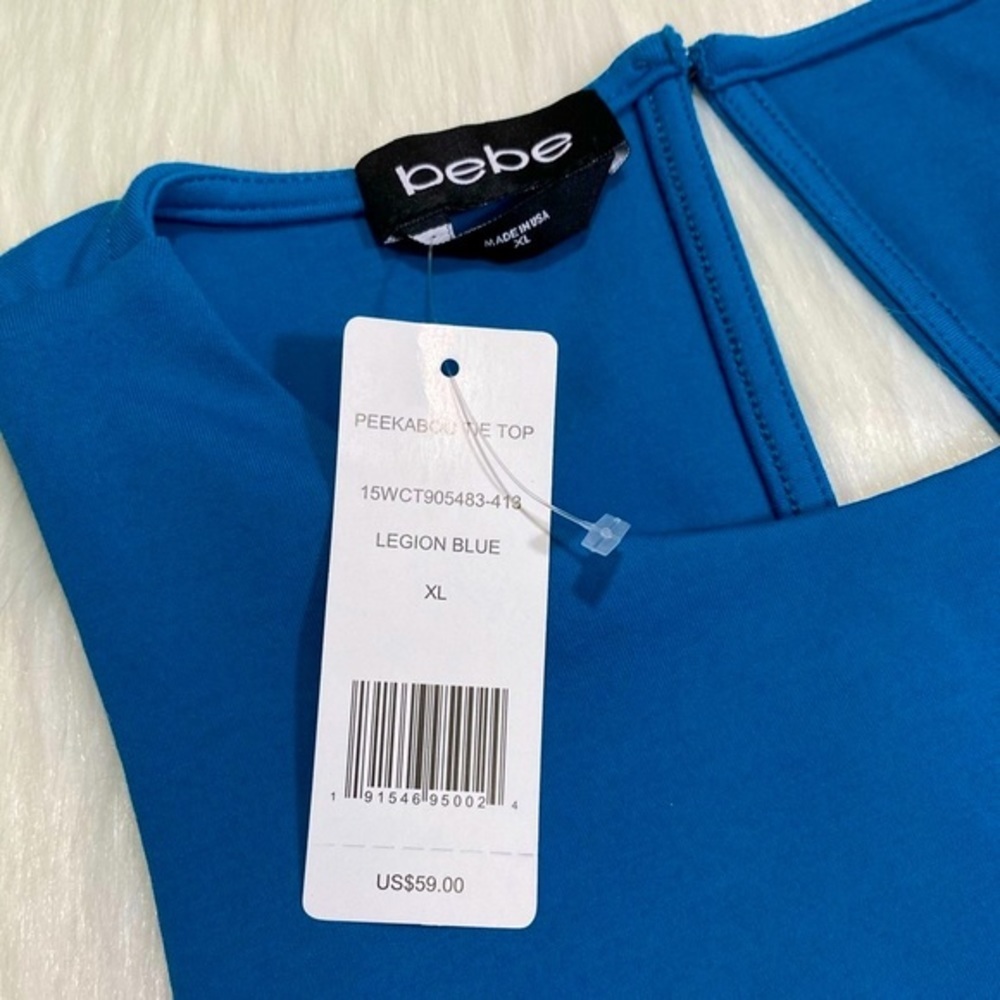 bebe
MADE IN USA
XL
PEEKABOO TIE TOP
15WCT905483-413
LEGION BLUE
XL
1 91546 95002 4
US$59.00